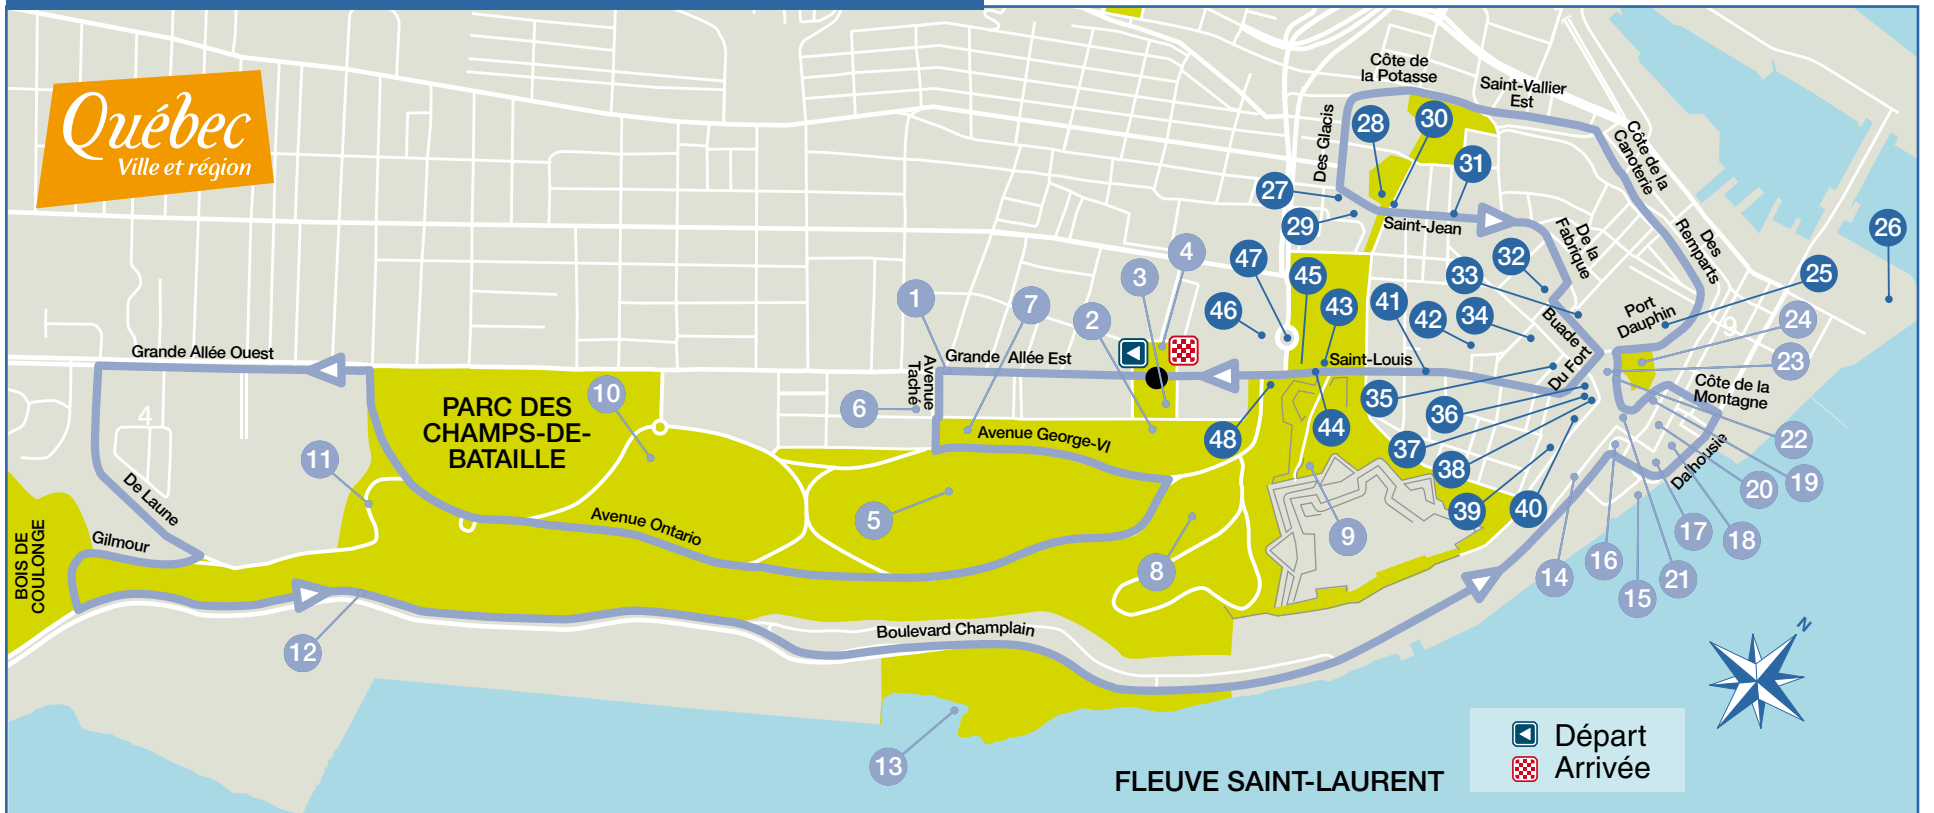 Québec
Ville et région
Côte de
la Potasse
Saint-Vallier
Est
Des Glacis
28
30
31
27
29
Saint-Jean
Côte de la
Canoterie
De la
Fabrique
Des
Remparts
26
25
32
33
47
45
43
41
42
34
46
4
3
1
7
2
Port
Dauphin
9
24
23
Buade
Du Fort
Grande Allée Ouest
Avenue
Taché
Grande Allée Est
Saint-Louis
10
6
PARC DES
CHAMPS-DE-
BATAILLE
4
35
36
44
48
37
38
39
40
Côte de la
Montagne
22
19
20
Dalhousie
Avenue George-VI
11
De Laune
5
Avenue Ontario
9
8
17
18
16
14
21
15
BOIS DE
COULONGE
Gilmour
12
Boulevard Champlain
13
N
FLEUVE SAINT-LAURENT
Départ
Arrivée